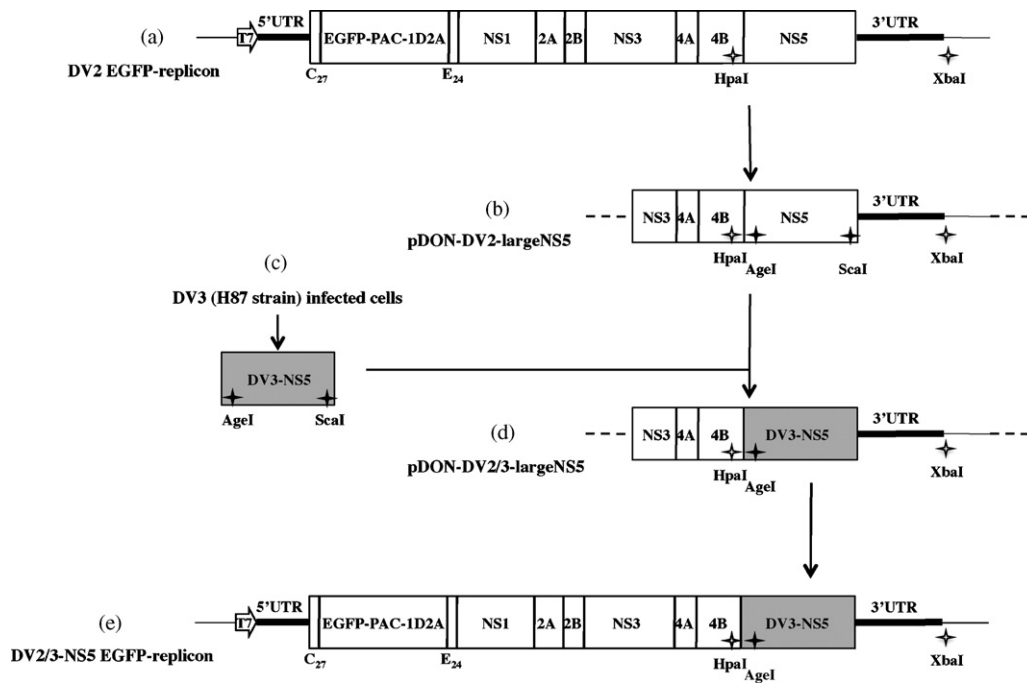 (a)
DV2 EGFP-replicon
T7
5'UTR
EGFP-PAC-1D2A
NS1
2A
2B
NS3
4A
4B
NS5
3'UTR
C27
E24
HpaI
XbaI
(b)
pDON-DV2-largeNS5
NS3
4A
4B
NS5
3'UTR
HpaI
AgeI
ScaI
XbaI
(c)
DV3 (H87 strain) infected cells
DV3-NS5
AgeI
ScaI
(d)
pDON-DV2/3-largeNS5
NS3
4A
4B
DV3-NS5
3'UTR
HpaI
AgeI
XbaI
(e)
DV2/3-NS5 EGFP-replicon
T7
5'UTR
EGFP-PAC-1D2A
NS1
2A
2B
NS3
4A
4B
DV3-NS5
3'UTR
C27
E24
HpaI
AgeI
XbaI